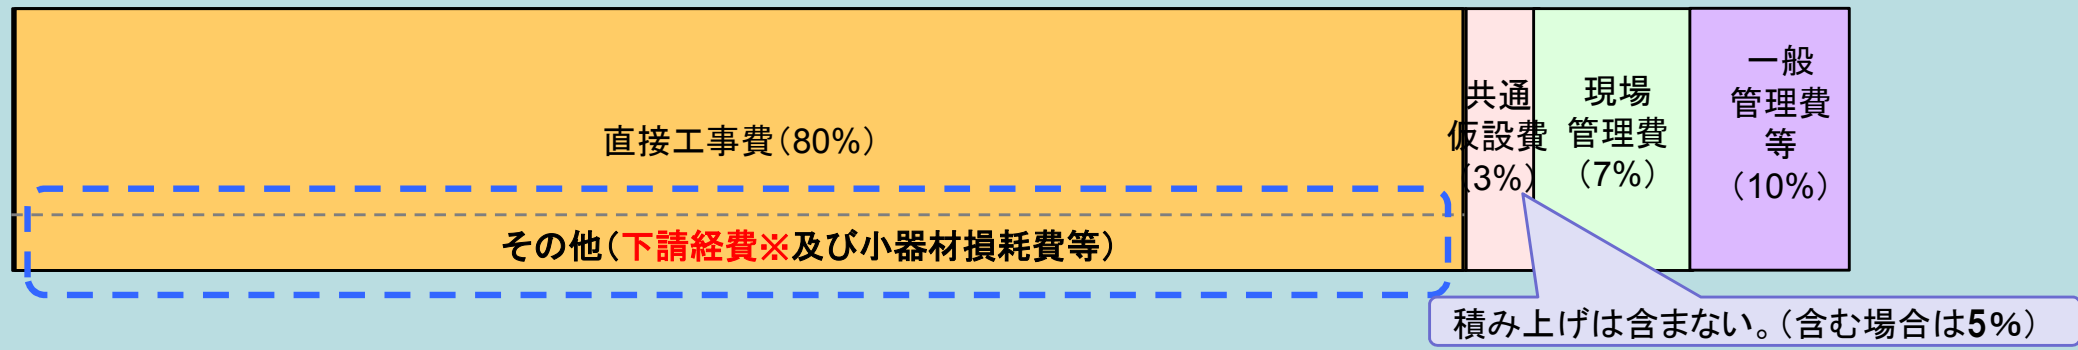 直接工事費（80%）
その他（下請経費※及び小器材損耗費等）
共通
仮設費
（3%）
現場
管理費
（7%）
一般
管理費
等
（10%）
積み上げは含まない。（含む場合は5%）